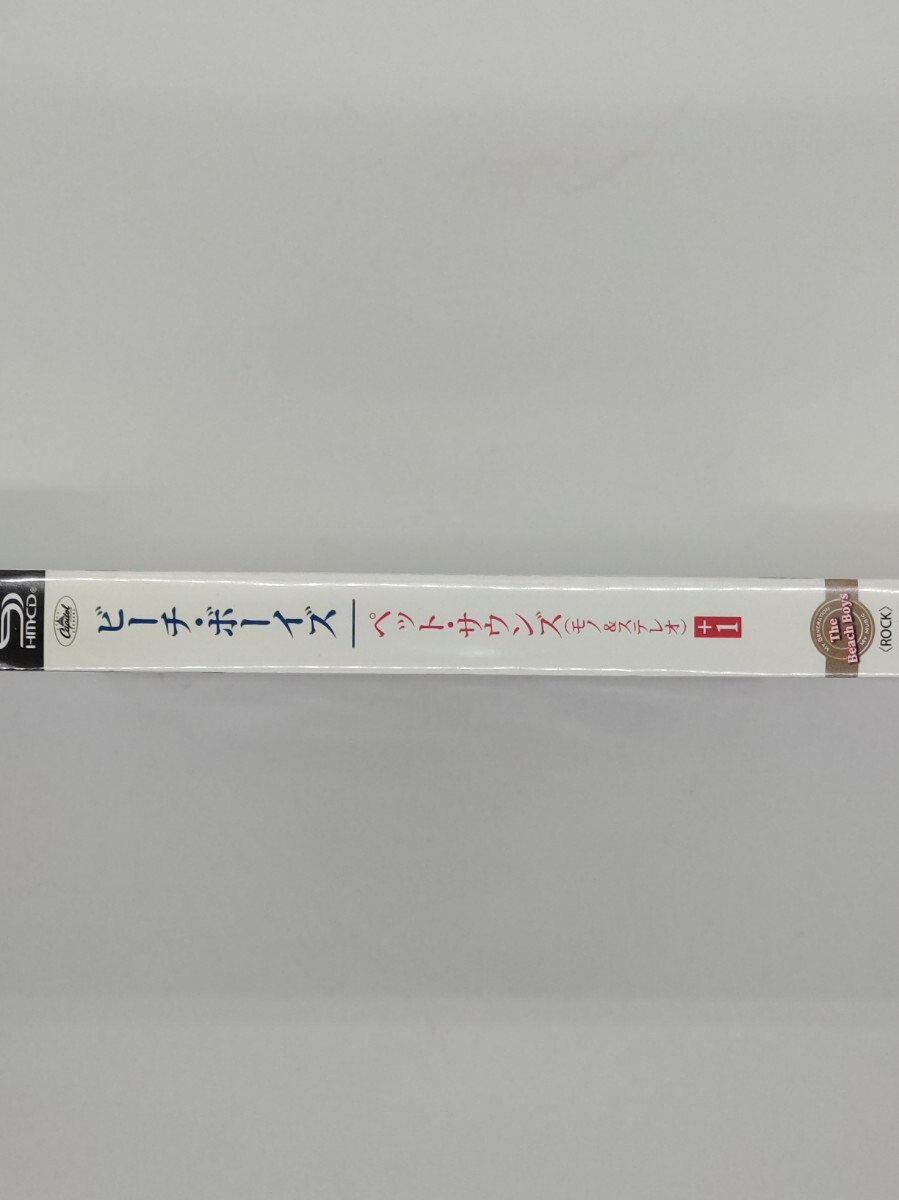 SHM-CD®
Capitol
ビーチ・ボーイズ
ペット・サウンズ(モノ&ステレオ)
+1
The
Beach Boys
〈ROCK〉